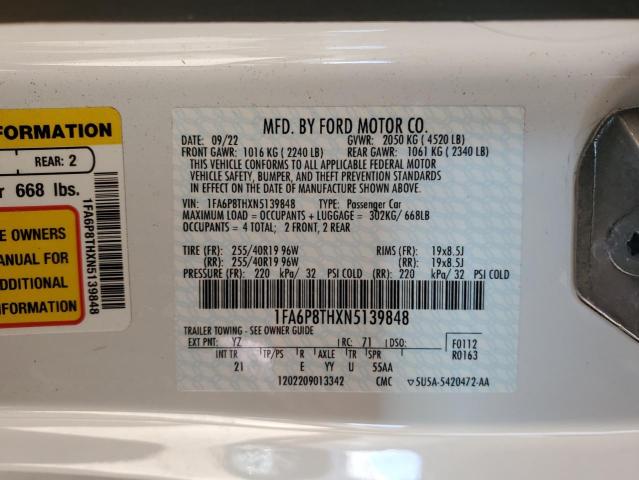 FORMATION
REAR: 2
668 lbs.
E OWNERS
ANUAL FOR
ADDITIONAL
1FA6P8THXN5139848
MFD. BY FORD MOTOR CO.
DATE: 09/22 GVWR: 2050 KG ( 4520 LB)
FRONT GAWR: 1016 KG ( 2240 LB) REAR GAWR: 1061 KG ( 2340 LB)
THIS VEHICLE CONFORMS TO ALL APPLICABLE FEDERAL MOTOR
VEHICLE SAFETY, BUMPER, AND THEFT PREVENTION STANDARDS
IN EFFECT ON THE DATE OF MANUFACTURE SHOWN ABOVE.
VIN: 1FA6P8THXN5139848 TYPE: Passenger Car
MAXIMUM LOAD = OCCUPANTS + LUGGAGE = 302KG/ 668LB
OCCUPANTS = 4 TOTAL; 2 FRONT, 2 REAR
TIRE (FR): 255/40R19 96W RIMS (FR): 19x8.5J
(RR): 255/40R19 96W (RR): 19x8.5J
PRESSURE (FR): 220 kPa/ 32 PSI COLD (RR): 220 kPa/ 32 PSI COLD
1FA6P8THXN5139848
TRAILER TOWING - SEE OWNER GUIDE
EXT PNT: YZ RC: 71 DSO: F0112
INT TR TP/PS R AXLE TR SPR R0163
21 E YY U 55AA
1202209013342 CMC ▽5U5A-5420472-AA